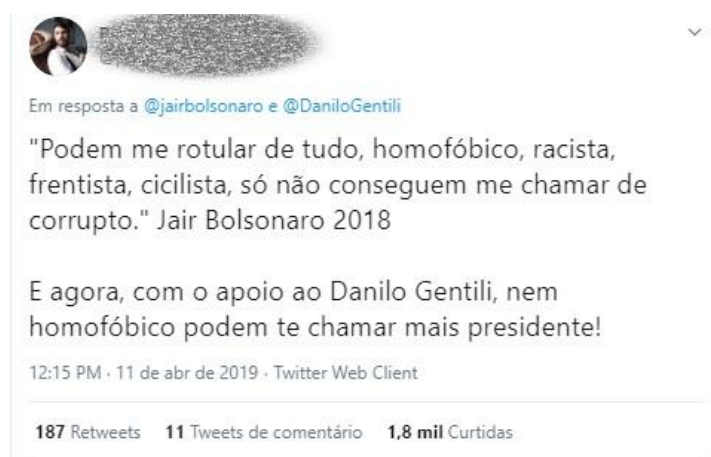 Em resposta a @jairbolsonaro e @DaniloGentili
"Podem me rotular de tudo, homofóbico, racista,
frentista, cicilista, só não conseguem me chamar de
corrupto." Jair Bolsonaro 2018
E agora, com o apoio ao Danilo Gentili, nem
homofóbico podem te chamar mais presidente!
12:15 PM · 11 de abr de 2019 · Twitter Web Client
187 Retweets 11 Tweets de comentário 1,8 mil Curtidas